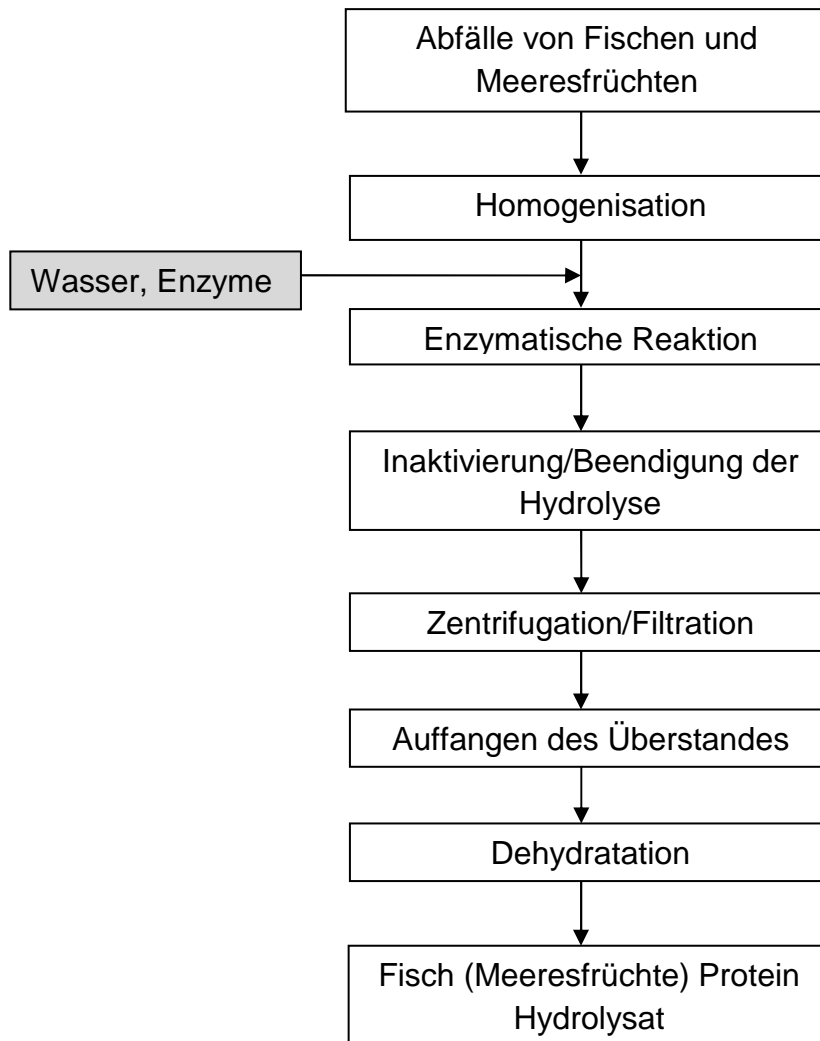 Abfälle von Fischen und
Meeresfrüchten
Homogenisation
Wasser, Enzyme
Enzymatische Reaktion
Inaktivierung/Beendigung der
Hydrolyse
Zentrifugation/Filtration
Auffangen des Überstandes
Dehydratation
Fisch (Meeresfrüchte) Protein
Hydrolysat